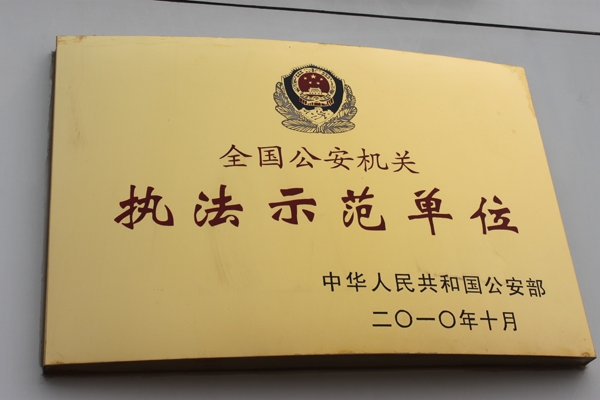 全国公安机关
执法示范单位
中华人民共和国公安部
二〇一〇年十月